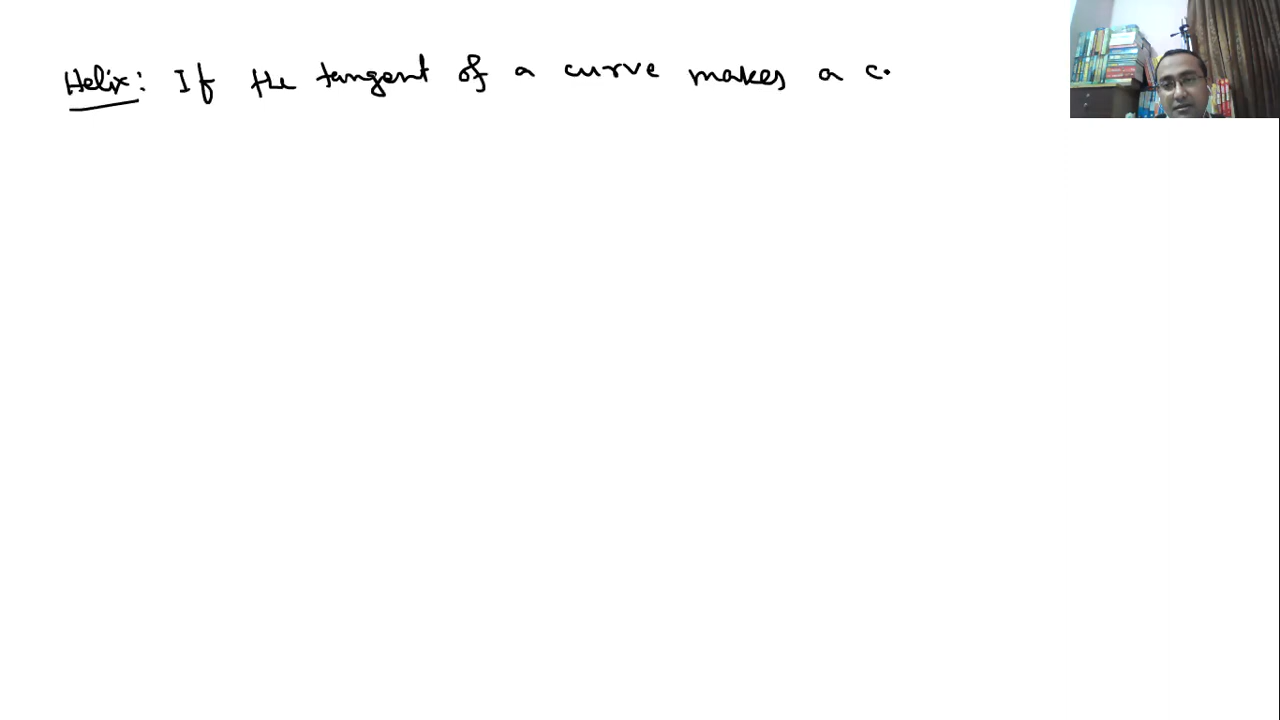 Helix: If the tangent of a curve makes a c.